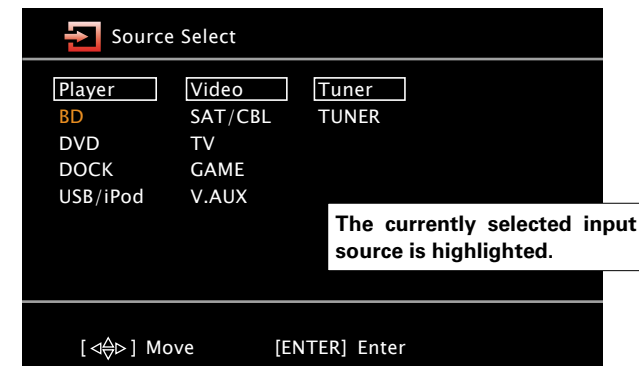 Source Select
Player Video Tuner
BD SAT/CBL TUNER
DVD TV
DOCK GAME
USB/iPod V.AUX
The currently selected input
source is highlighted.
[◁△▽▷] Move [ENTER] Enter